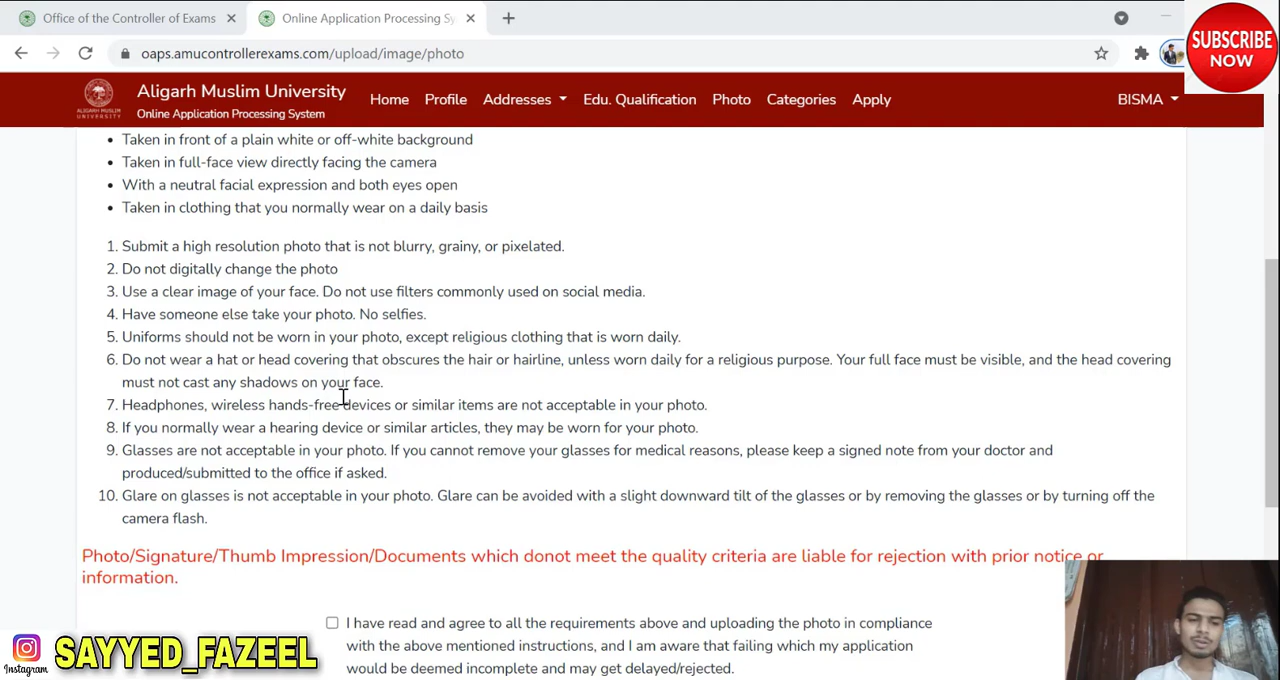 Office of the Controller of Exams
Online Application Processing Sy
oaps.amucontrollerexams.com/upload/image/photo
SUBSCRIBE
NOW
Aligarh Muslim University
Online Application Processing System
Home Profile Addresses Edu. Qualification Photo Categories Apply BISMA
Taken in front of a plain white or off-white background
Taken in full-face view directly facing the camera
With a neutral facial expression and both eyes open
Taken in clothing that you normally wear on a daily basis
1. Submit a high resolution photo that is not blurry, grainy, or pixelated.
2. Do not digitally change the photo
3. Use a clear image of your face. Do not use filters commonly used on social media.
4. Have someone else take your photo. No selfies.
5. Uniforms should not be worn in your photo, except religious clothing that is worn daily.
6. Do not wear a hat or head covering that obscures the hair or hairline, unless worn daily for a religious purpose. Your full face must be visible, and the head covering
must not cast any shadows on your face.
7. Headphones, wireless hands-free devices or similar items are not acceptable in your photo.
8. If you normally wear a hearing device or similar articles, they may be worn for your photo.
9. Glasses are not acceptable in your photo. If you cannot remove your glasses for medical reasons, please keep a signed note from your doctor and
produced/submitted to the office if asked.
10. Glare on glasses is not acceptable in your photo. Glare can be avoided with a slight downward tilt of the glasses or by removing the glasses or by turning off the
camera flash.
Photo/Signature/Thumb Impression/Documents which donot meet the quality criteria are liable for rejection with prior notice or
information.
I have read and agree to all the requirements above and uploading the photo in compliance
with the above mentioned instructions, and I am aware that failing which my application
would be deemed incomplete and may get delayed/rejected.
Instagram
SAYYED_FAZEEL